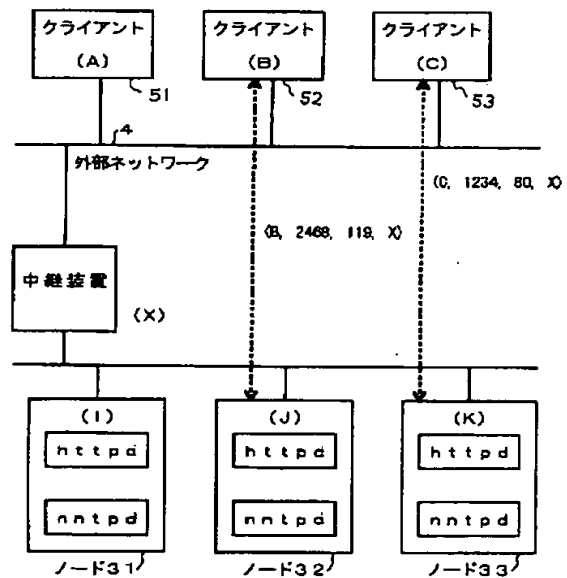 クライアント クライアント クライアント
(A) (B) (C)
51 52 53
4
外部ネットワーク
(C, 1234, 80, X)
(B, 2468, 119, X)
中継装置
(X)
(I) (J) (K)
httpd httpd httpd
nntpd nntpd nntpd
ノード31 ノード32 ノード33